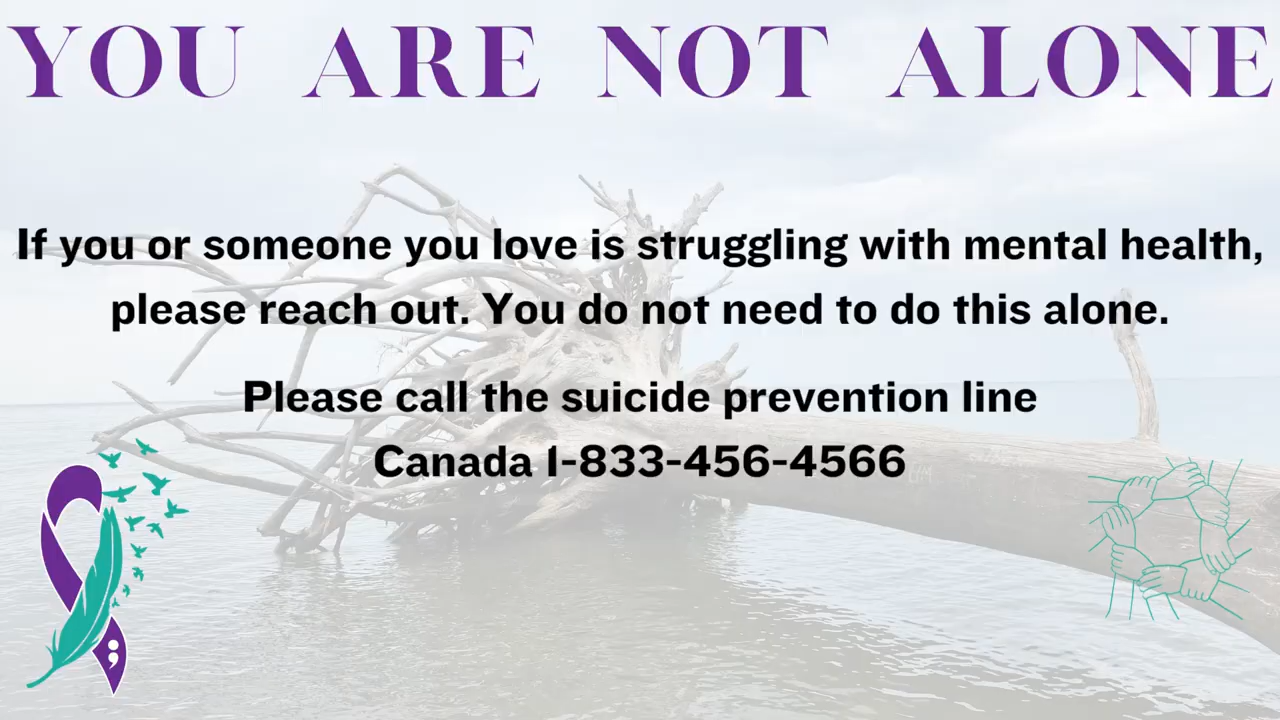 YOU ARE NOT ALONE
If you or someone you love is struggling with mental health,
please reach out. You do not need to do this alone.
Please call the suicide prevention line
Canada 1-833-456-4566
;